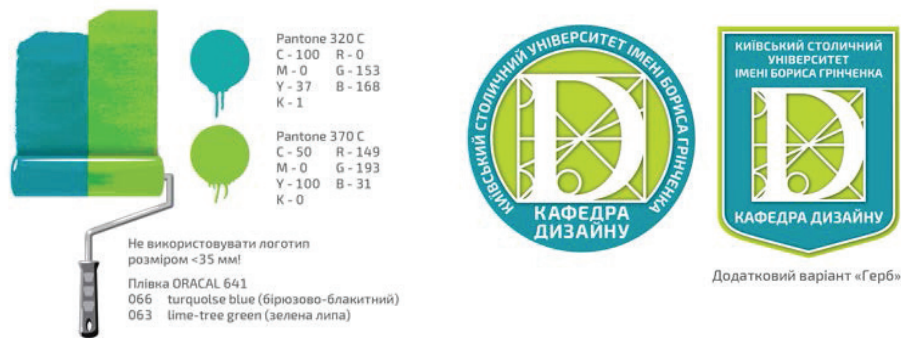 Pantone 320 C
C - 100 R - 0
M - 0 G - 153
Y - 37 B - 168
K - 1
Pantone 370 C
C - 50 R - 149
M - 0 G - 193
Y - 100 B - 31
K - 0
Не використовувати логотип
розміром <35 мм!
Плівка ORACAL 641
066 turquolse blue (бірюзово-блакитний)
063 lime-tree green (зелена липа)
КИЇВСЬКИЙ СТОЛИЧНИЙ УНІВЕРСИТЕТ ІМЕНІ БОРИСА ГРІНЧЕНКА
D
КАФЕДРА
ДИЗАЙНУ
КИЇВСЬКИЙ СТОЛИЧНИЙ
УНІВЕРСИТЕТ
ІМЕНІ БОРИСА ГРІНЧЕНКА
D
КАФЕДРА ДИЗАЙНУ
Додатковий варіант «Герб»